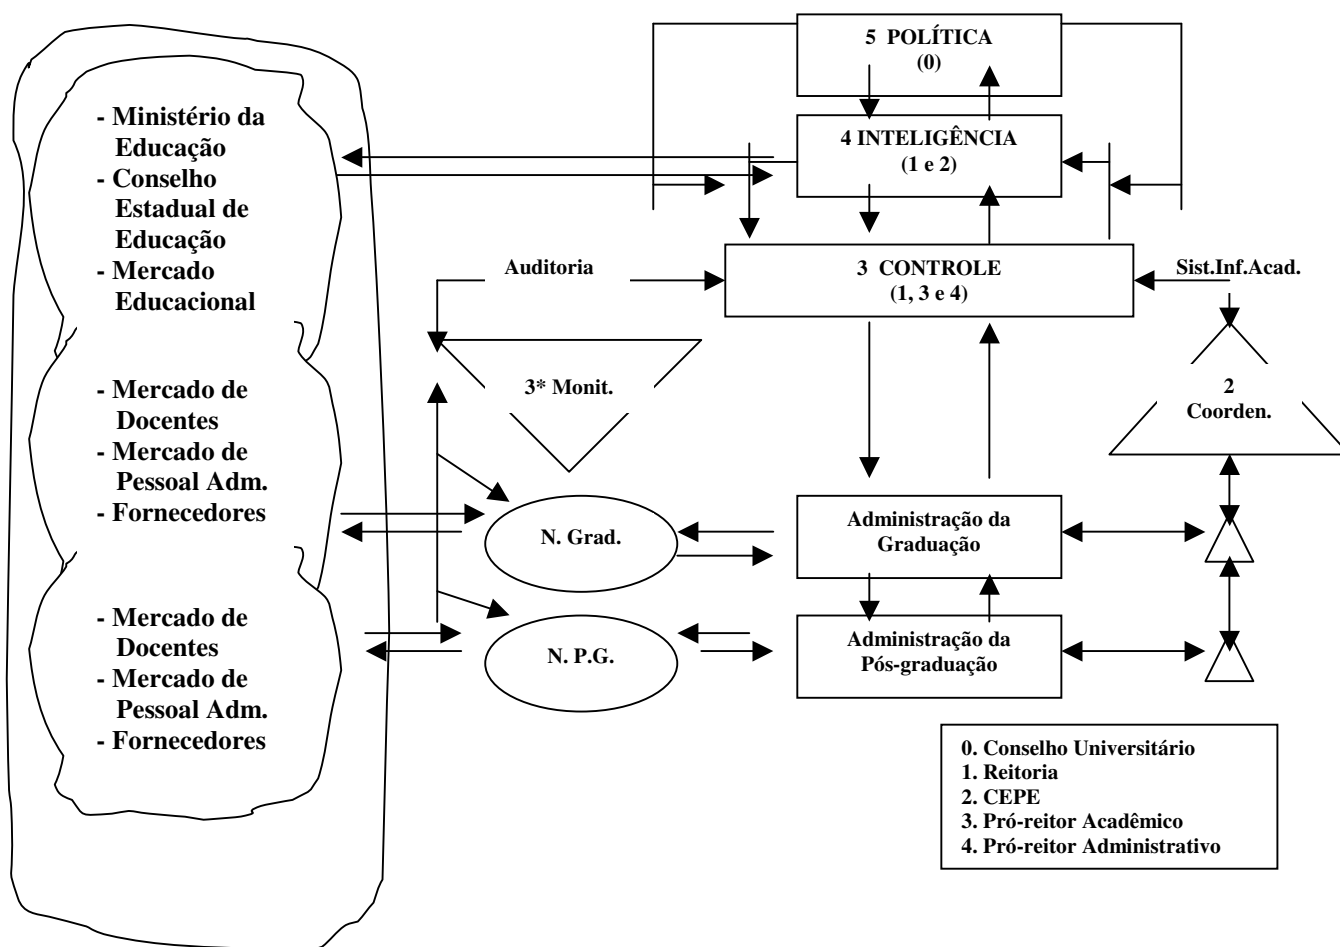 5 POLÍTICA
(0)
- Ministério da
Educação
- Conselho
Estadual de
Educação
- Mercado
Educacional
4 INTELIGÊNCIA
(1 e 2)
Auditoria
3 CONTROLE
(1, 3 e 4)
Sist.Inf.Acad.
3* Monit.
2
Coorden.
- Mercado de
Docentes
- Mercado de
Pessoal Adm.
- Fornecedores
N. Grad.
Administração da
Graduação
- Mercado de
Docentes
- Mercado de
Pessoal Adm.
- Fornecedores
N. P.G.
Administração da
Pós-graduação
0. Conselho Universitário
1. Reitoria
2. CEPE
3. Pró-reitor Acadêmico
4. Pró-reitor Administrativo